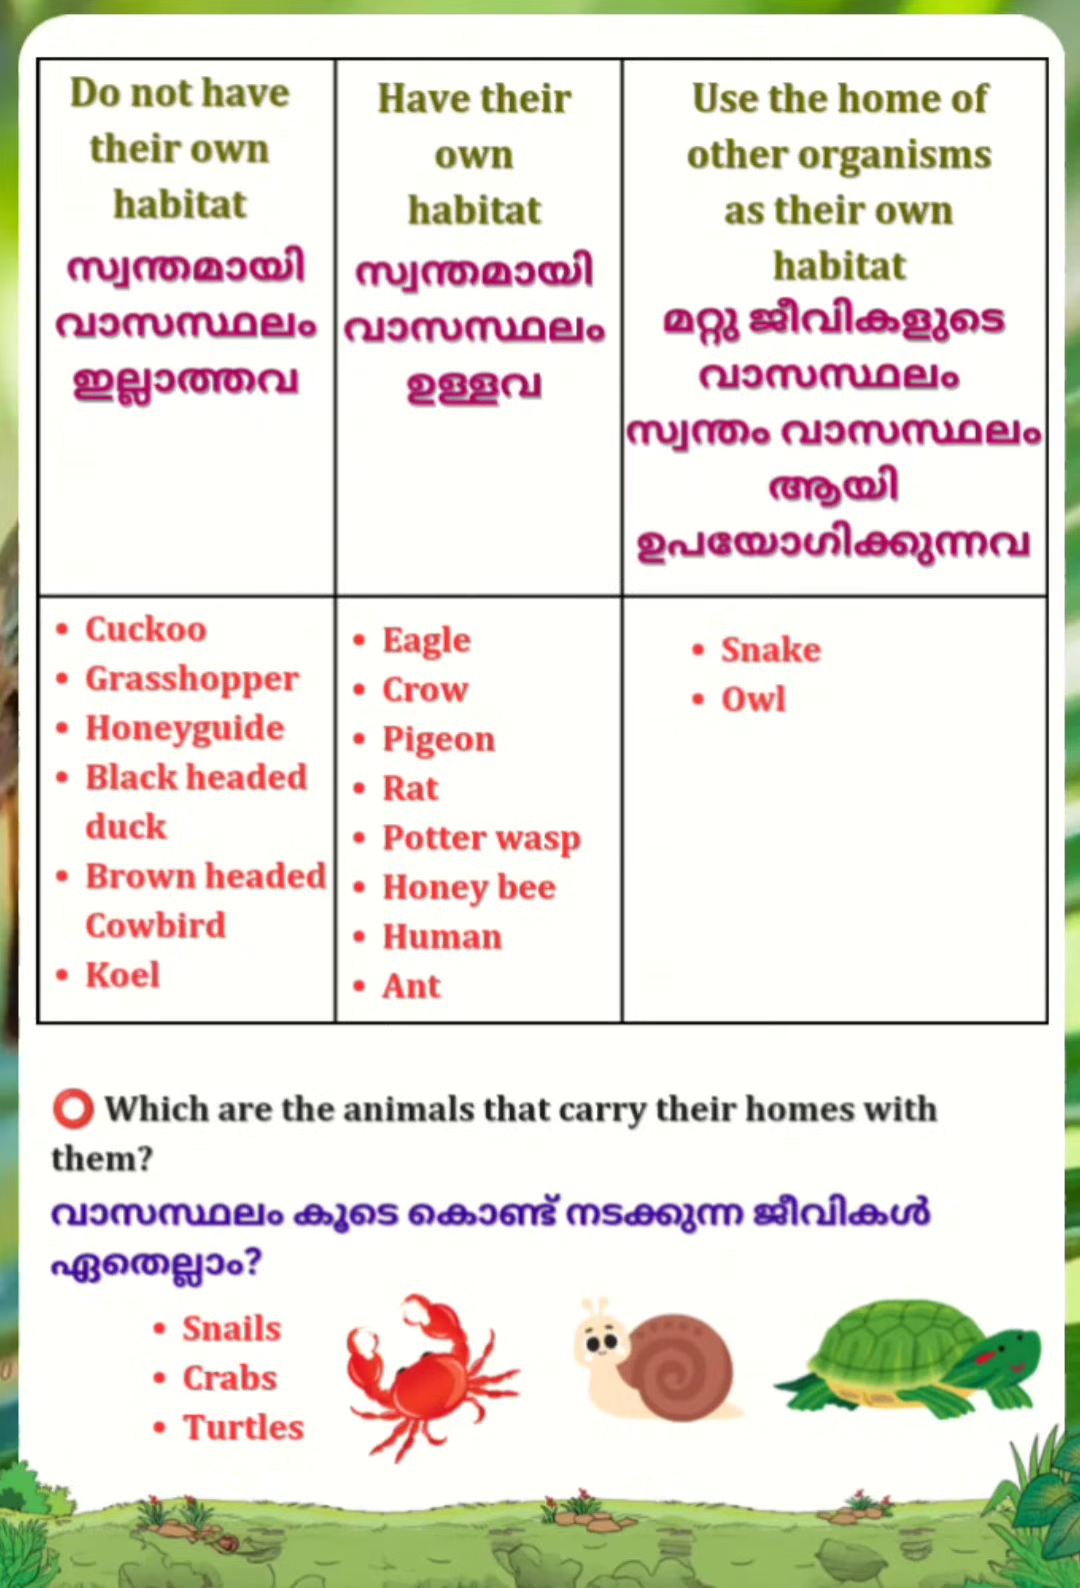 Do not have
their own
habitat
സ്വന്തമായി
വാസസ്ഥലം
ഇല്ലാത്തവ
Have their
own
habitat
സ്വന്തമായി
വാസസ്ഥലം
ഉള്ളവ
Use the home of
other organisms
as their own
habitat
മറ്റു ജീവികളുടെ
വാസസ്ഥലം
സ്വന്തം വാസസ്ഥലം
ആയി
ഉപയോഗിക്കുന്നവ
• Cuckoo
• Grasshopper
• Honeyguide
• Black headed
duck
• Brown headed
Cowbird
• Koel
• Eagle
• Crow
• Pigeon
• Rat
• Potter wasp
• Honey bee
• Human
• Ant
• Snake
• Owl
⭕ Which are the animals that carry their homes with
them?
വാസസ്ഥലം കൂടെ കൊണ്ട് നടക്കുന്ന ജീവികൾ
ഏതെല്ലാം?
• Snails
• Crabs
• Turtles